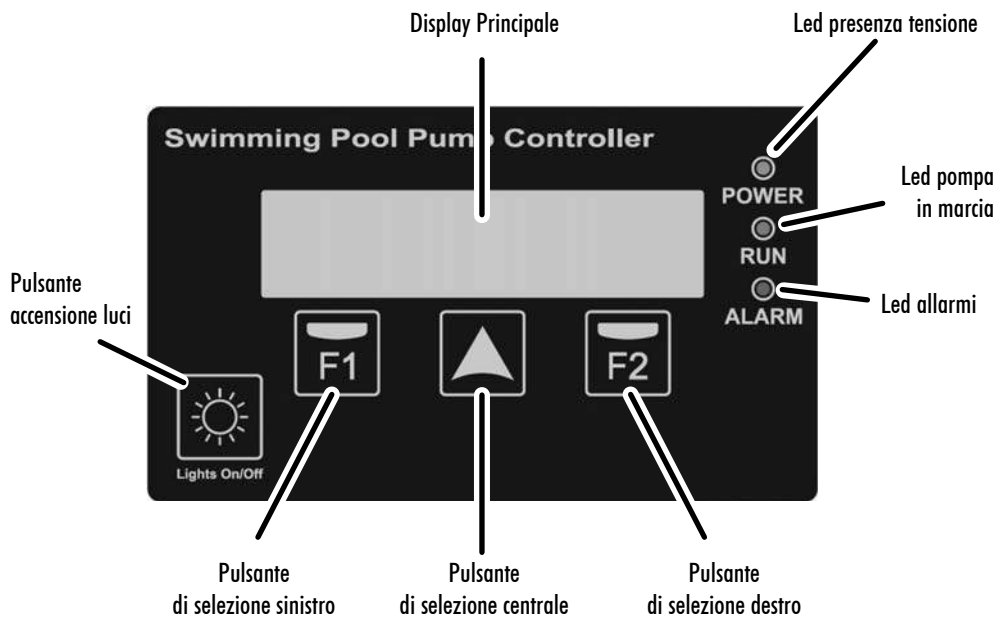 Display Principale
Led presenza tensione
Swimming Pool Pump Controller
POWER
Led pompa
in marcia
RUN
Pulsante
accensione luci
Led allarmi
ALARM
F1
F2
Lights On/Off
Pulsante
di selezione sinistro
Pulsante
di selezione centrale
Pulsante
di selezione destro